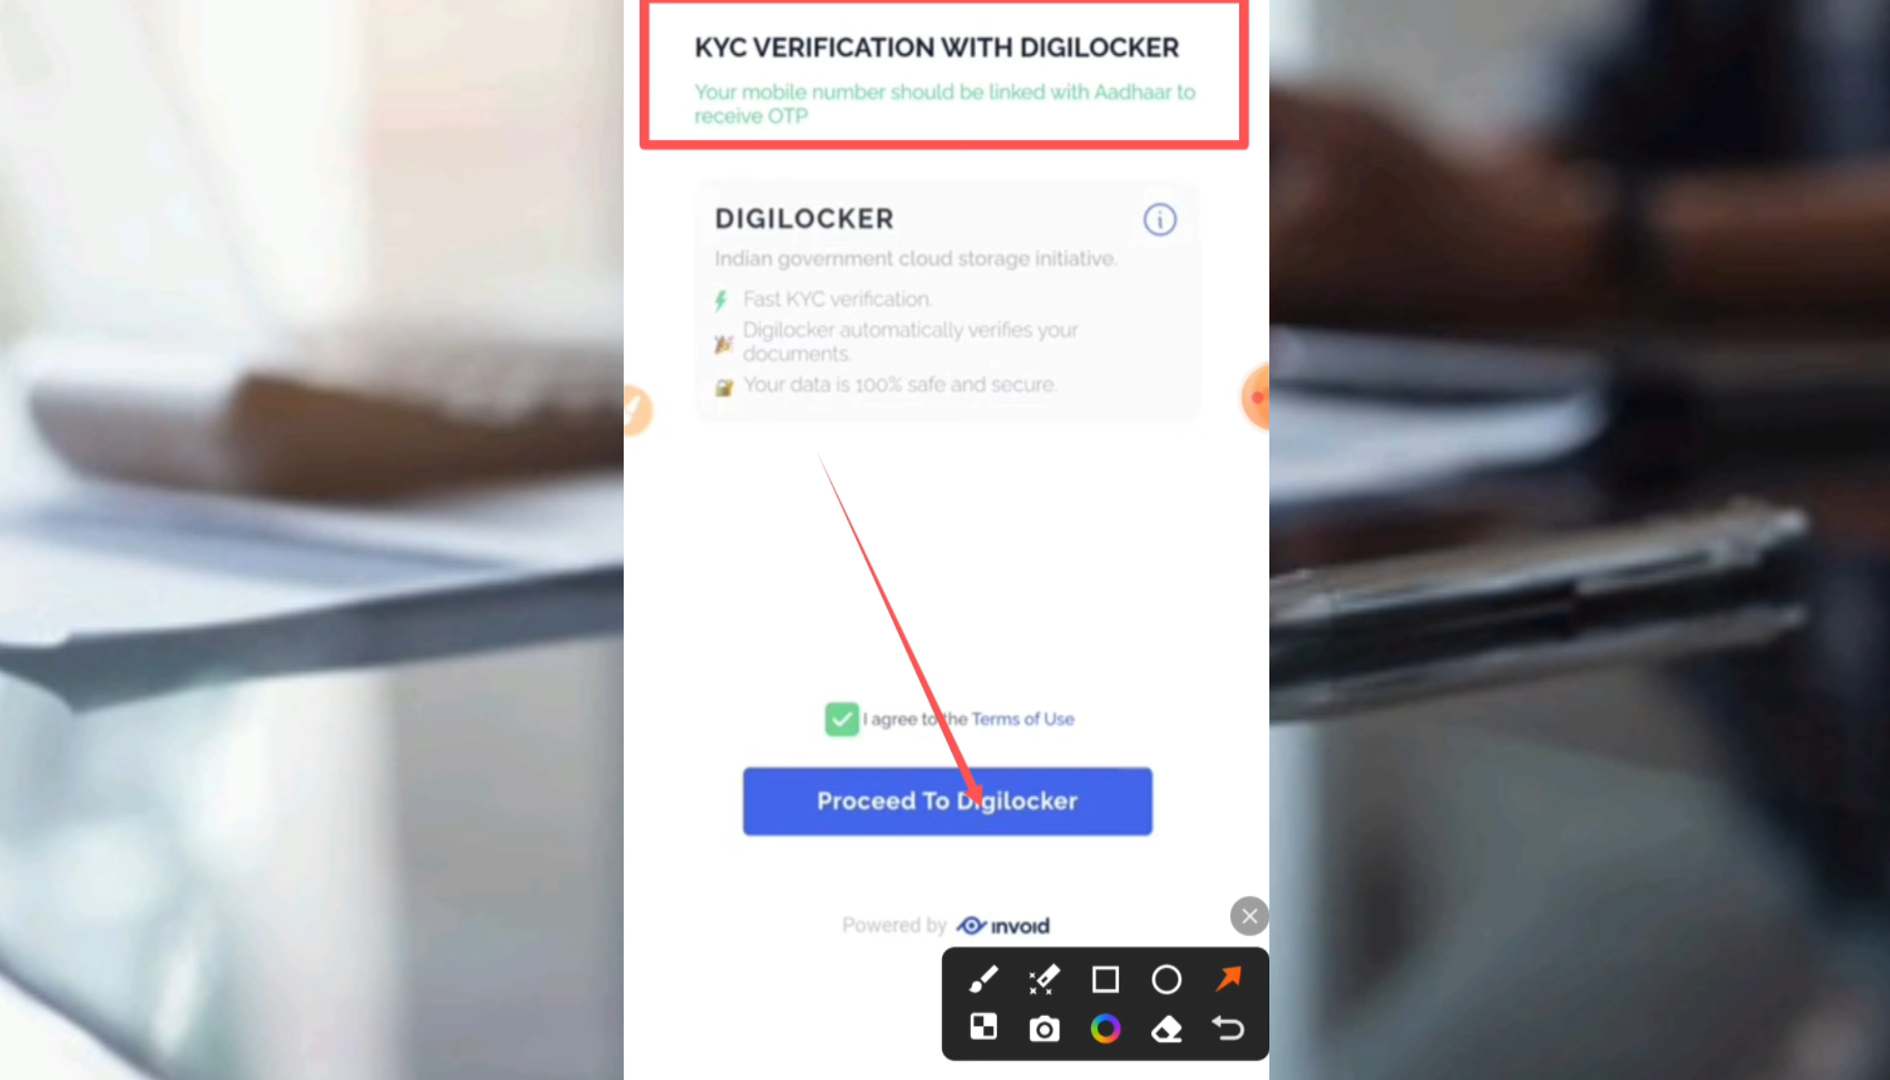 KYC VERIFICATION WITH DIGILOCKER
Your mobile number should be linked with Aadhaar to
receive OTP
DIGILOCKER
Indian government cloud storage initiative.
Fast KYC verification.
Digilocker automatically verifies your
documents.
Your data is 100% safe and secure.
I agree to the Terms of Use
Proceed To Digilocker
Powered by invoid